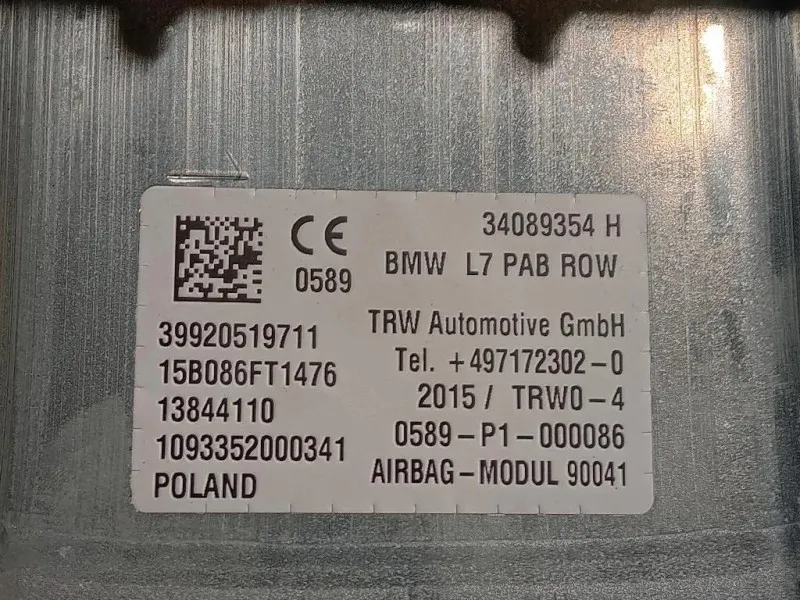 CE
0589
34089354 H
BMW L7 PAB ROW
39920519711
15B086FT1476
13844110
1093352000341
POLAND
TRW Automotive GmbH
Tel. +497172302-0
2015/ TRW0-4
0589-P1-000086
AIRBAG-MODUL 90041